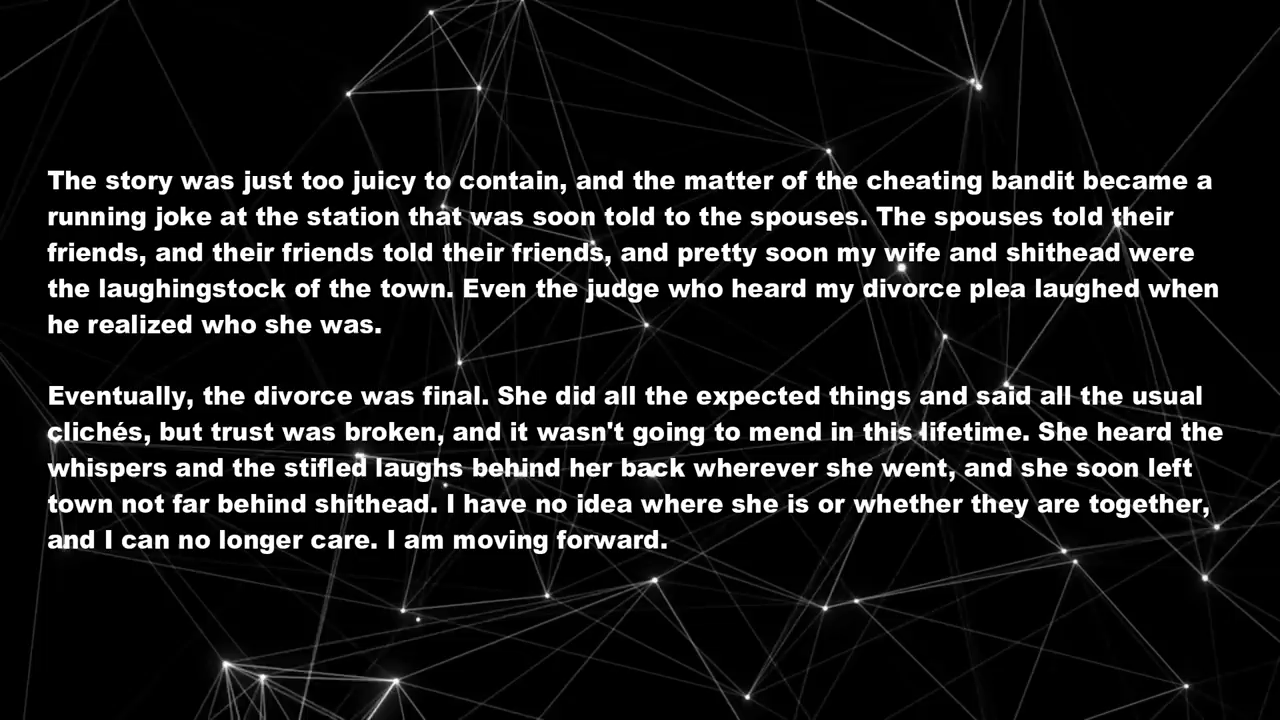 The story was just too juicy to contain, and the matter of the cheating bandit became a
running joke at the station that was soon told to the spouses. The spouses told their
friends, and their friends told their friends, and pretty soon my wife and shithead were
the laughingstock of the town. Even the judge who heard my divorce plea laughed when
he realized who she was.
Eventually, the divorce was final. She did all the expected things and said all the usual
clichés, but trust was broken, and it wasn't going to mend in this lifetime. She heard the
whispers and the stifled laughs behind her back wherever she went, and she soon left
town not far behind shithead. I have no idea where she is or whether they are together,
and I can no longer care. I am moving forward.